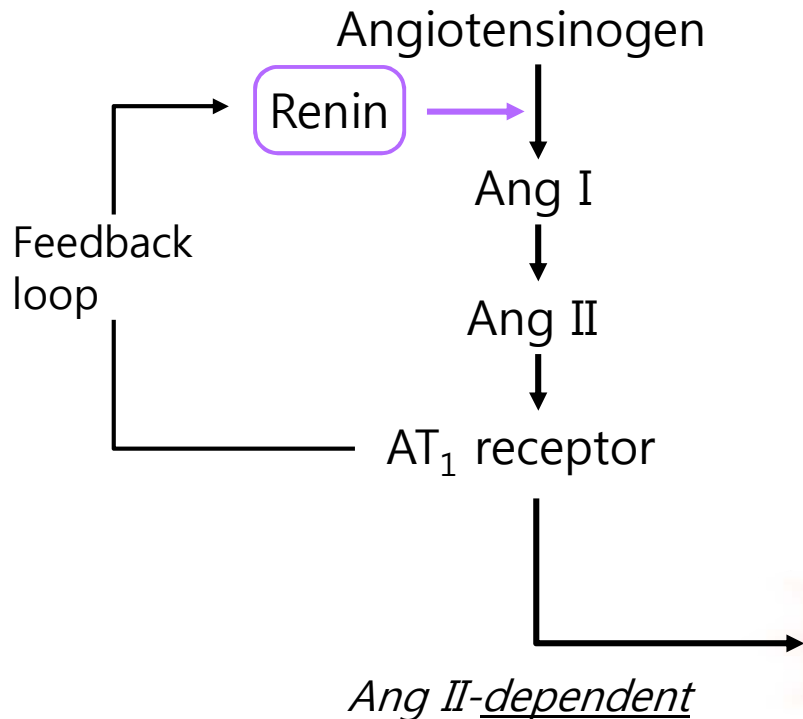 Angiotensinogen
Renin
Ang Ⅰ
Feedback
loop
Ang Ⅱ
AT₁ receptor
Ang Ⅱ-dependent